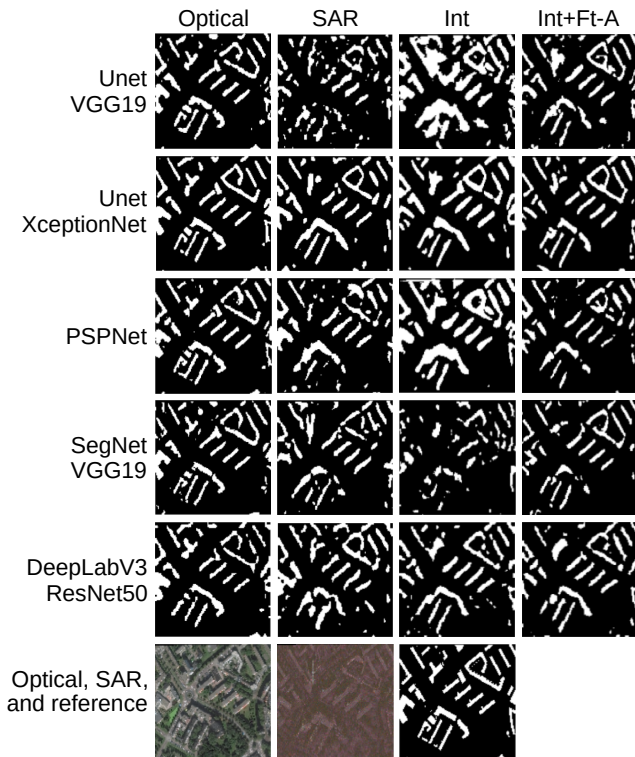 Optical SAR Int Int+Ft-A
Unet
VGG19
Unet
XceptionNet
PSPNet
SegNet
VGG19
DeepLabV3
ResNet50
Optical, SAR,
and reference